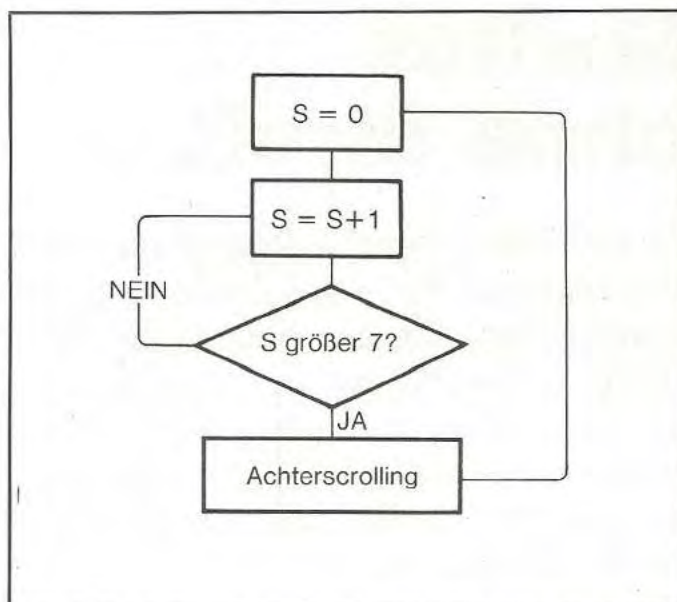 S = 0
S = S+1
NEIN
S größer 7?
JA
Achterscrolling